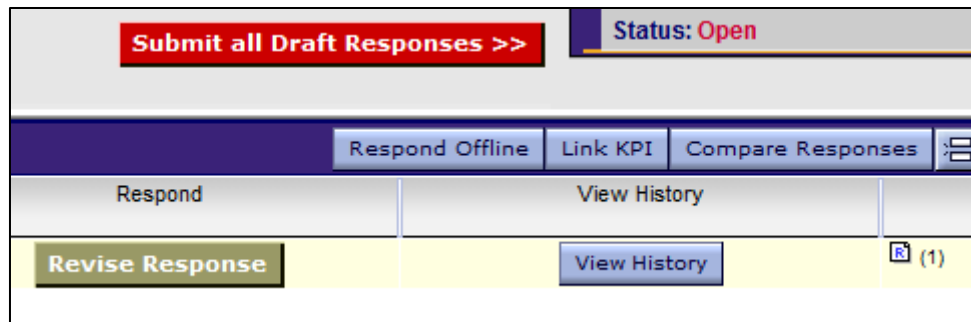 Submit all Draft Responses >>
Status: Open
Respond Offline
Link KPI
Compare Responses
Respond
View History
Revise Response
View History
R (1)